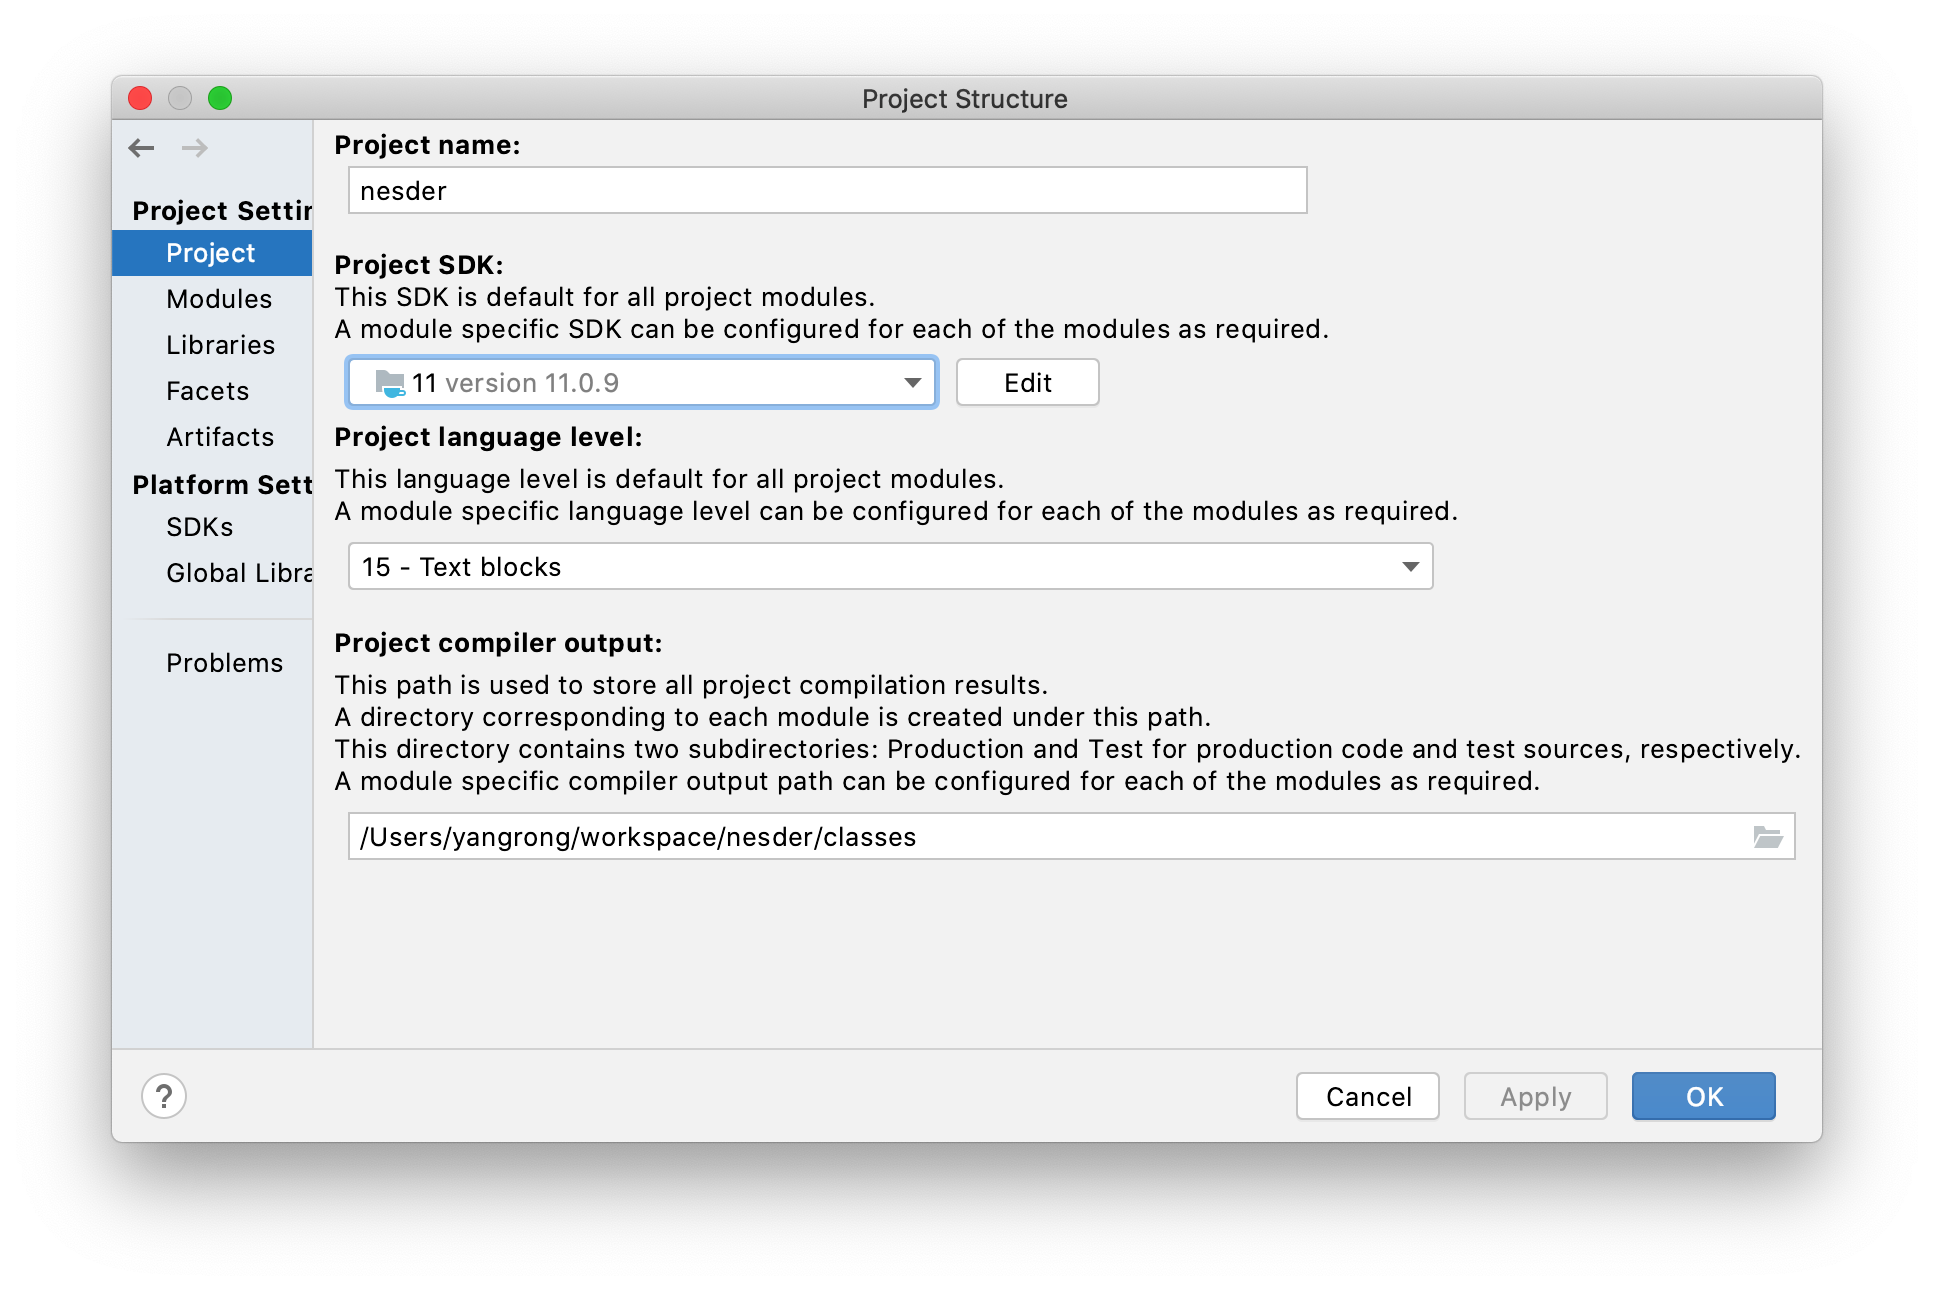 Project Structure
Project Settin
Project
Modules
Libraries
Facets
Artifacts
Platform Sett
SDKs
Global Libra
Problems
Project name:
nesder
Project SDK:
This SDK is default for all project modules.
A module specific SDK can be configured for each of the modules as required.
11 version 11.0.9
Edit
Project language level:
This language level is default for all project modules.
A module specific language level can be configured for each of the modules as required.
15 - Text blocks
Project compiler output:
This path is used to store all project compilation results.
A directory corresponding to each module is created under this path.
This directory contains two subdirectories: Production and Test for production code and test sources, respectively.
A module specific compiler output path can be configured for each of the modules as required.
/Users/yangrong/workspace/nesder/classes
?
Cancel
Apply
OK